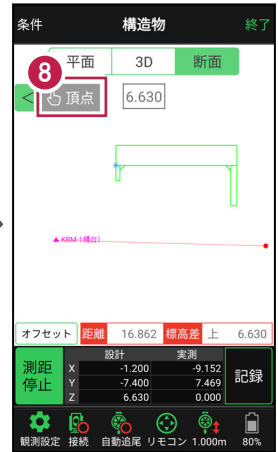 条件 構造物 終了
平面 3D 断面
8
< 頂点 6.630
▲ KBM-1橋台1
オフセット 距離 16.862 標高差 上 6.630
設計 実測
測距停止 X -1.200 -9.152 記録
Y -7.400 7.469
Z 6.630 0.000
観測設定 接続 自動追尾 リモコン 1.000m 80%